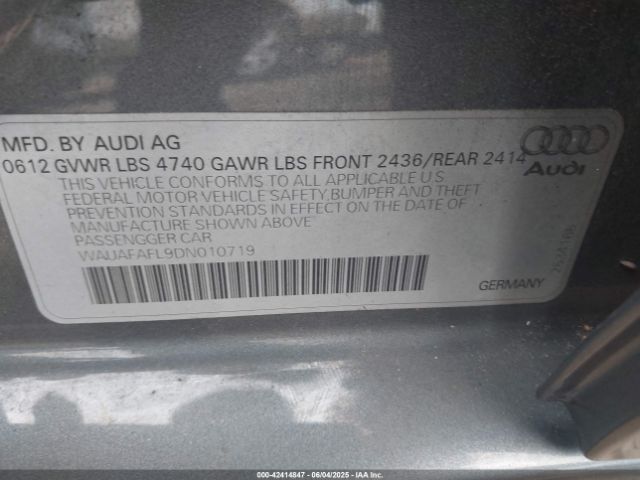 MFD. BY AUDI AG
0612 GVWR LBS 4740 GAWR LBS FRONT 2436/REAR 2414
THIS VEHICLE CONFORMS TO ALL APPLICABLE U.S.
FEDERAL MOTOR VEHICLE SAFETY,BUMPER AND THEFT
PREVENTION STANDARDS IN EFFECT ON THE DATE OF
MANUFACTURE SHOWN ABOVE
PASSENGGER CAR
WAUAFAFL9DN010719
Audi
GERMANY
000-42414847 - 06/04/2025 - IAA Inc.